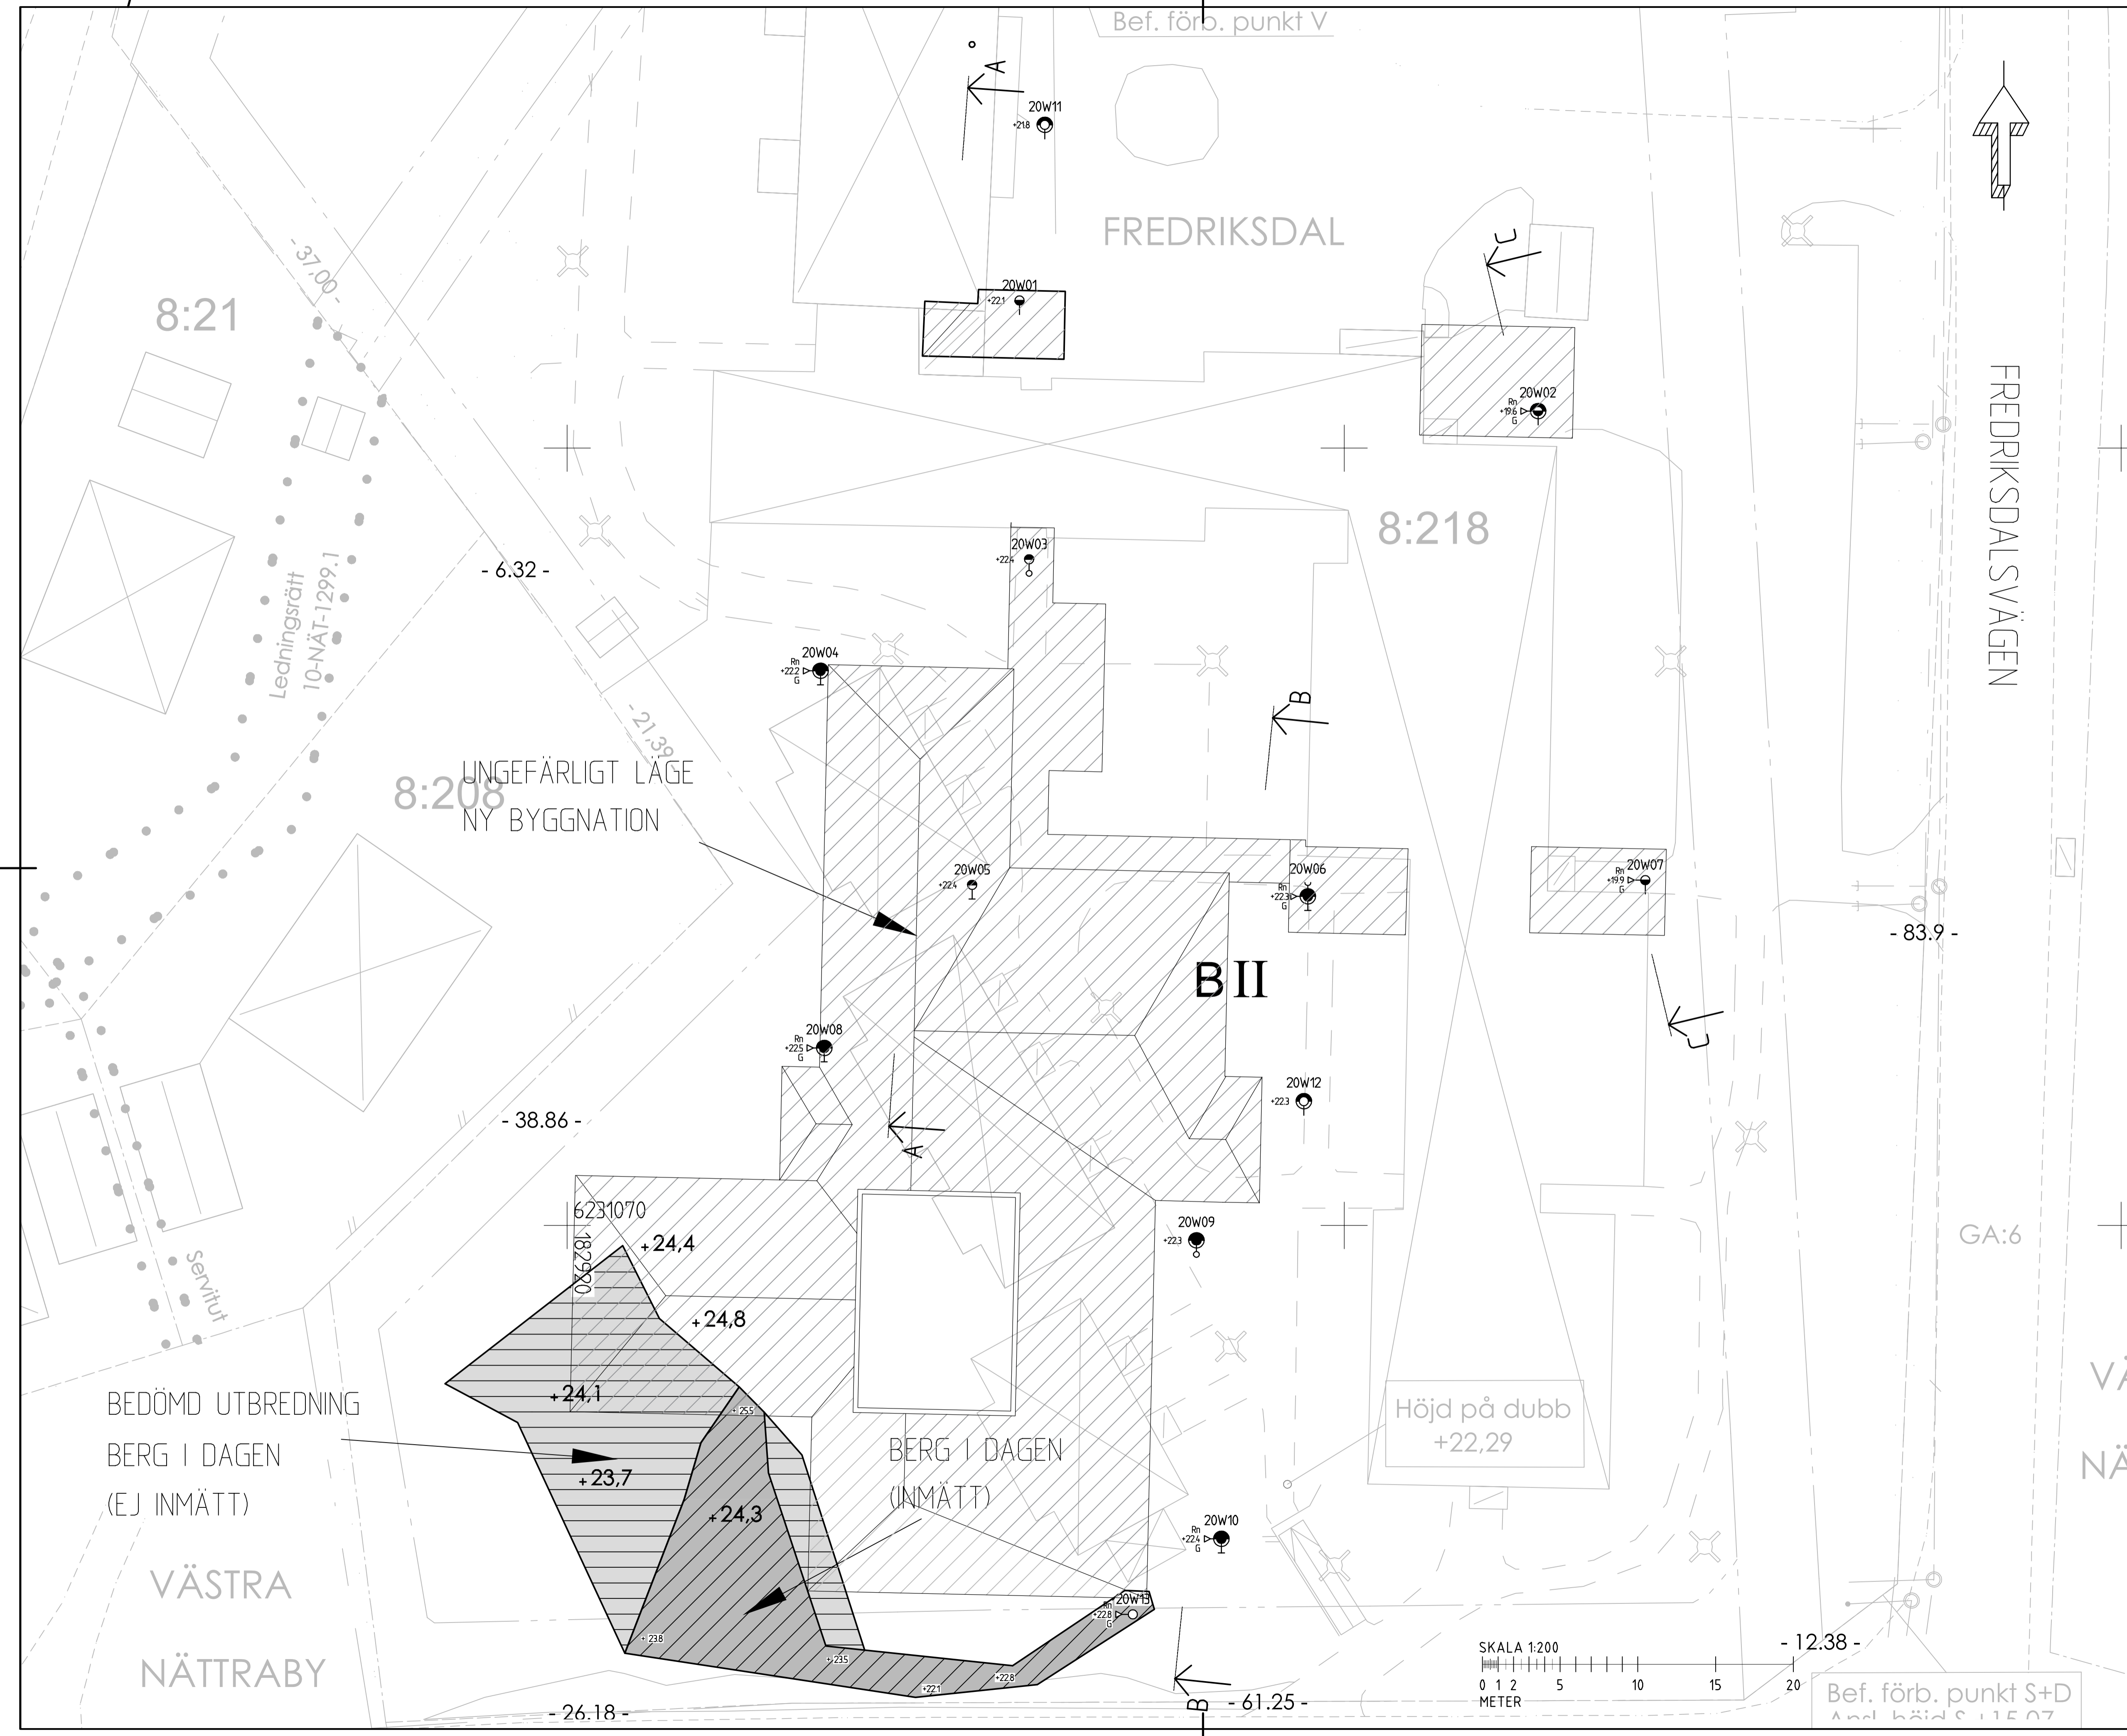 Bef. förb. punkt V
A
20W11
+21.8
- 37,00 -
FREDRIKSDAL
C
8:21
20W01
+22.1
20W02
Rn
+19.6
G
FREDRIKSDALSVÄGEN
8:218
Ledningsrätt
10-NÄT-1299.1
- 6.32 -
20W03
+22.4
20W04
Rn
+22.2
G
- 21,39
B
UNGEFÄRLIGT LÄGE
NY BYGGNATION
8:208
20W05
+22.4
20W06
Rn
+22.3
G
20W07
Rn
+19.9
G
- 83.9 -
B II
20W08
Rn
+22.5
G
C
- 38.86 -
A
20W12
+22.3
6231070
182920
+24,4
20W09
+22.3
GA:6
Servitut
+24,8
+24,1
+ 25.5
BEDÖMD UTBREDNING
BERG I DAGEN
(EJ INMÄTT)
+23,7
+24,3
BERG I DAGEN
(INMÄTT)
Höjd på dubb
+22,29
VÄ
NÄ
20W10
Rn
+22.4
G
VÄSTRA
NÄTTRABY
20W13
Rn
+22.8
G
+ 23.8
+23.5
+22.8
+22.1
B
- 26.18 -
- 61.25 -
SKALA 1:200
0 1 2 5 10 15 20
METER
- 12.38 -
Bef. förb. punkt S+D
Ansl. höjd S +15,07